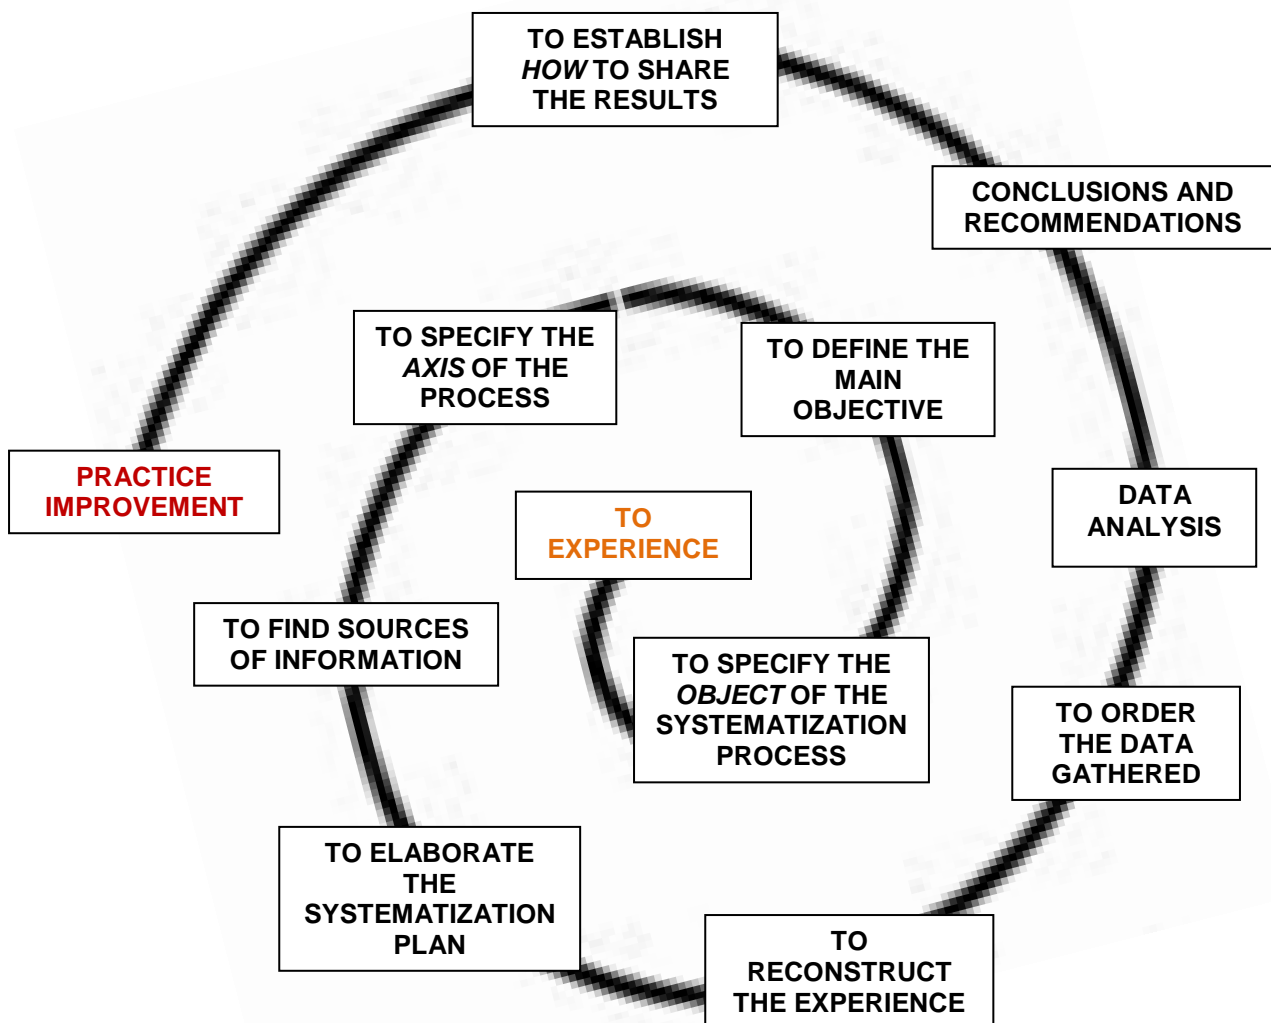 TO ESTABLISH
HOW TO SHARE
THE RESULTS
CONCLUSIONS AND
RECOMMENDATIONS
TO SPECIFY THE
AXIS OF THE
PROCESS
TO DEFINE THE
MAIN
OBJECTIVE
PRACTICE
IMPROVEMENT
TO
EXPERIENCE
DATA
ANALYSIS
TO FIND SOURCES
OF INFORMATION
TO SPECIFY THE
OBJECT OF THE
SYSTEMATIZATION
PROCESS
TO ORDER
THE DATA
GATHERED
TO ELABORATE
THE
SYSTEMATIZATION
PLAN
TO
RECONSTRUCT
THE EXPERIENCE